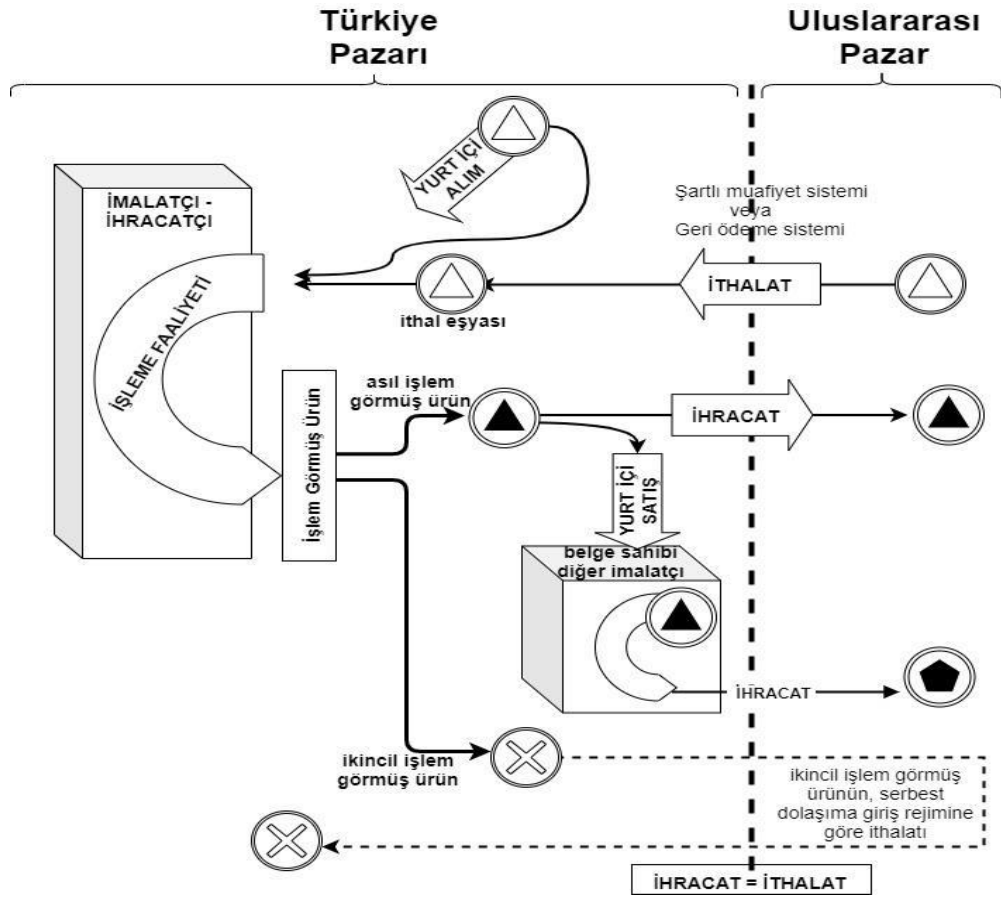 Türkiye
Pazarı
Uluslararası
Pazar
YURT İÇİ
ALIM
İMALATÇI -
İHRACATÇI
Şartlı muafiyet sistemi
veya
Geri ödeme sistemi
İTHALAT
ithal eşyası
İŞLEME FAALİYETİ
asıl işlem
görmüş ürün
İHRACAT
İşlem Görmüş Ürün
YURT İÇİ
SATIŞ
belge sahibi
diğer imalatçı
İHRACAT
ikincil işlem
görmüş ürün
ikincil işlem görmüş
ürünün, serbest
dolaşıma giriş rejimine
göre ithalatı
İHRACAT = İTHALAT